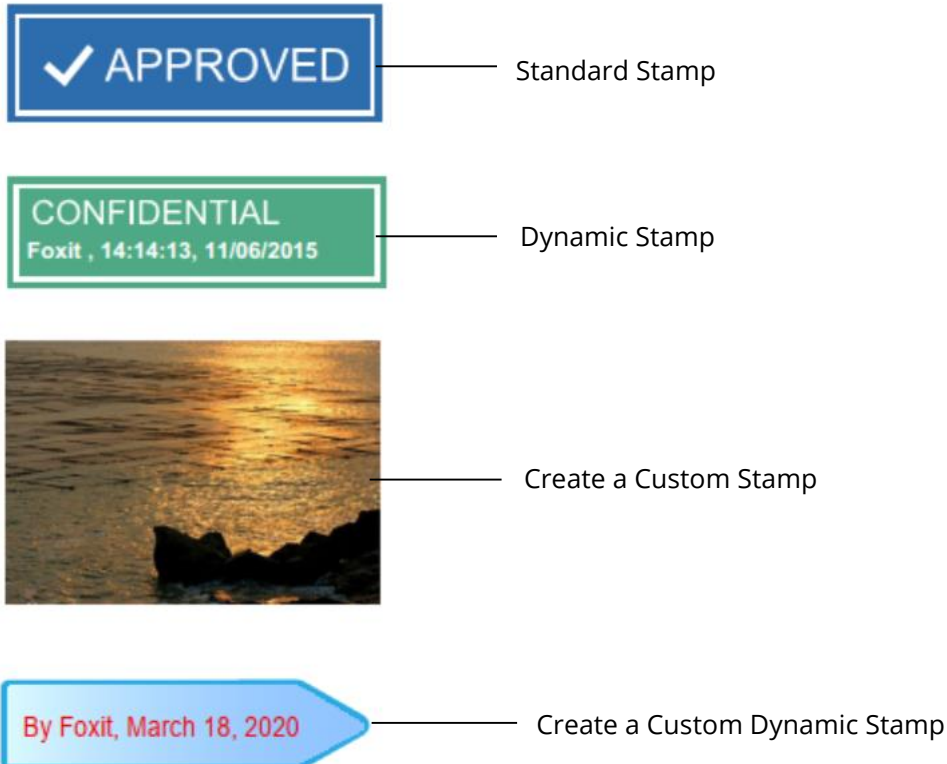 APPROVED
Standard Stamp
CONFIDENTIAL
Foxit , 14:14:13, 11/06/2015
Dynamic Stamp
Create a Custom Stamp
By Foxit, March 18, 2020
Create a Custom Dynamic Stamp